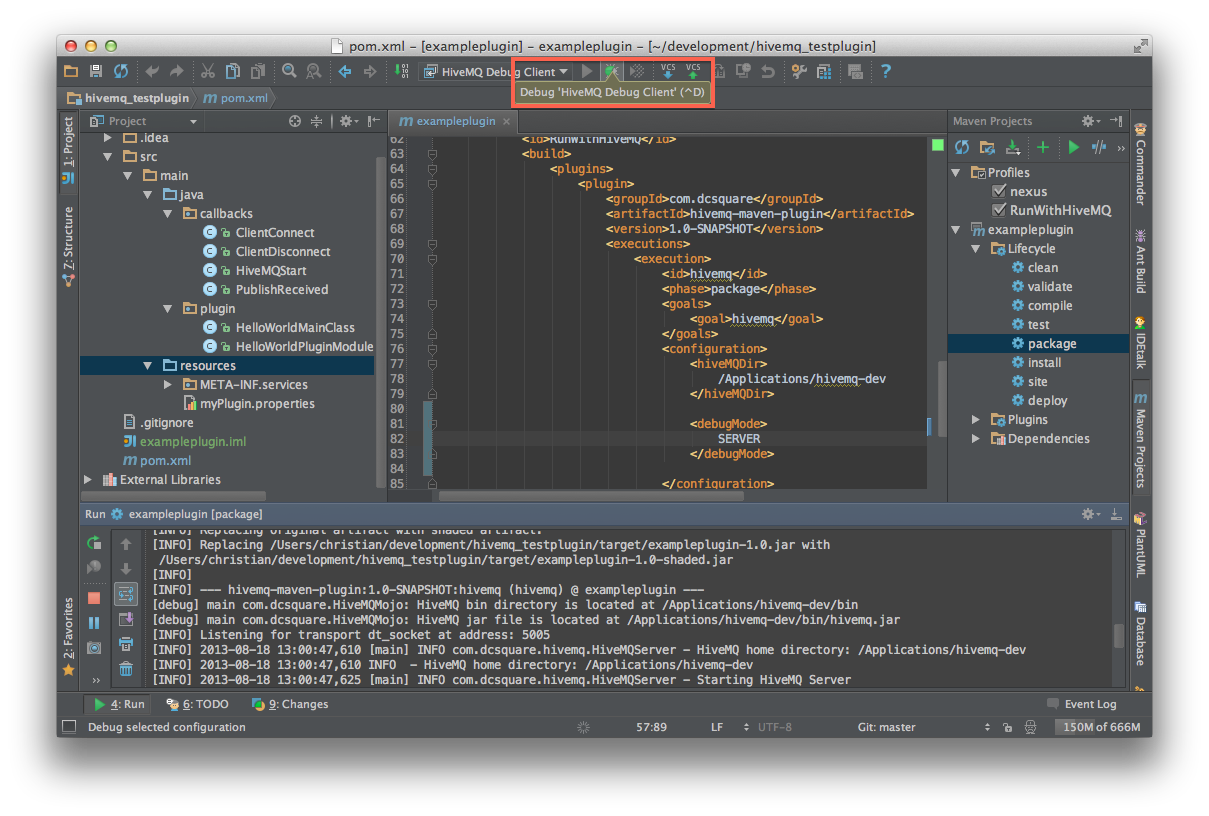 pom.xml – [exampleplugin] – exampleplugin – [~/development/hivemq_testplugin]
HiveMQ Debug Client
VCS VCS
?
Debug 'HiveMQ Debug Client' (^D)
hivemq_testplugin
m pom.xml
1: Project
7: Structure
2: Favorites
Project
.idea
src
main
java
callbacks
C ClientConnect
C ClientDisconnect
C HiveMQStart
C PublishReceived
plugin
C HelloWorldMainClass
C HelloWorldPluginModule
resources
META-INF.services
myPlugin.properties
.gitignore
exampleplugin.iml
m pom.xml
External Libraries
m exampleplugin ×
62 <id>RunWithHiveMQ</id>
63 <build>
64 <plugins>
65 <plugin>
66 <groupId>com.dcsquare</groupId>
67 <artifactId>hivemq-maven-plugin</artifactId>
68 <version>1.0-SNAPSHOT</version>
69 <executions>
70 <execution>
71 <id>hivemq</id>
72 <phase>package</phase>
73 <goals>
74 <goal>hivemq</goal>
75 </goals>
76 <configuration>
77 <hiveMQDir>
78 /Applications/hivemq-dev
79 </hiveMQDir>
80
81 <debugMode>
82 SERVER
83 </debugMode>
84
85 </configuration>
Maven Projects
»
Profiles
nexus
RunWithHiveMQ
m exampleplugin
Lifecycle
clean
validate
compile
test
package
install
site
deploy
Plugins
Dependencies
Commander
Ant Build
IDEtalk
m Maven Projects
PlantUML
Database
Run exampleplugin [package]
[INFO] Replacing original artifact with shaded artifact.
[INFO] Replacing /Users/christian/development/hivemq_testplugin/target/exampleplugin-1.0.jar with
/Users/christian/development/hivemq_testplugin/target/exampleplugin-1.0-shaded.jar
[INFO]
[INFO] --- hivemq-maven-plugin:1.0-SNAPSHOT:hivemq (hivemq) @ exampleplugin ---
[debug] main com.dcsquare.HiveMQMojo: HiveMQ bin directory is located at /Applications/hivemq-dev/bin
[debug] main com.dcsquare.HiveMQMojo: HiveMQ jar file is located at /Applications/hivemq-dev/bin/hivemq.jar
[INFO] Listening for transport dt_socket at address: 5005
[INFO] 2013-08-18 13:00:47,610 [main] INFO com.dcsquare.hivemq.HiveMQServer - HiveMQ home directory: /Applications/hivemq-dev
[INFO] 2013-08-18 13:00:47,610 INFO  - HiveMQ home directory: /Applications/hivemq-dev
[INFO] 2013-08-18 13:00:47,625 [main] INFO com.dcsquare.hivemq.HiveMQServer - Starting HiveMQ Server
»
4: Run
6: TODO
9: Changes
Event Log
Debug selected configuration
57:89
LF
UTF-8
Git: master
150M of 666M